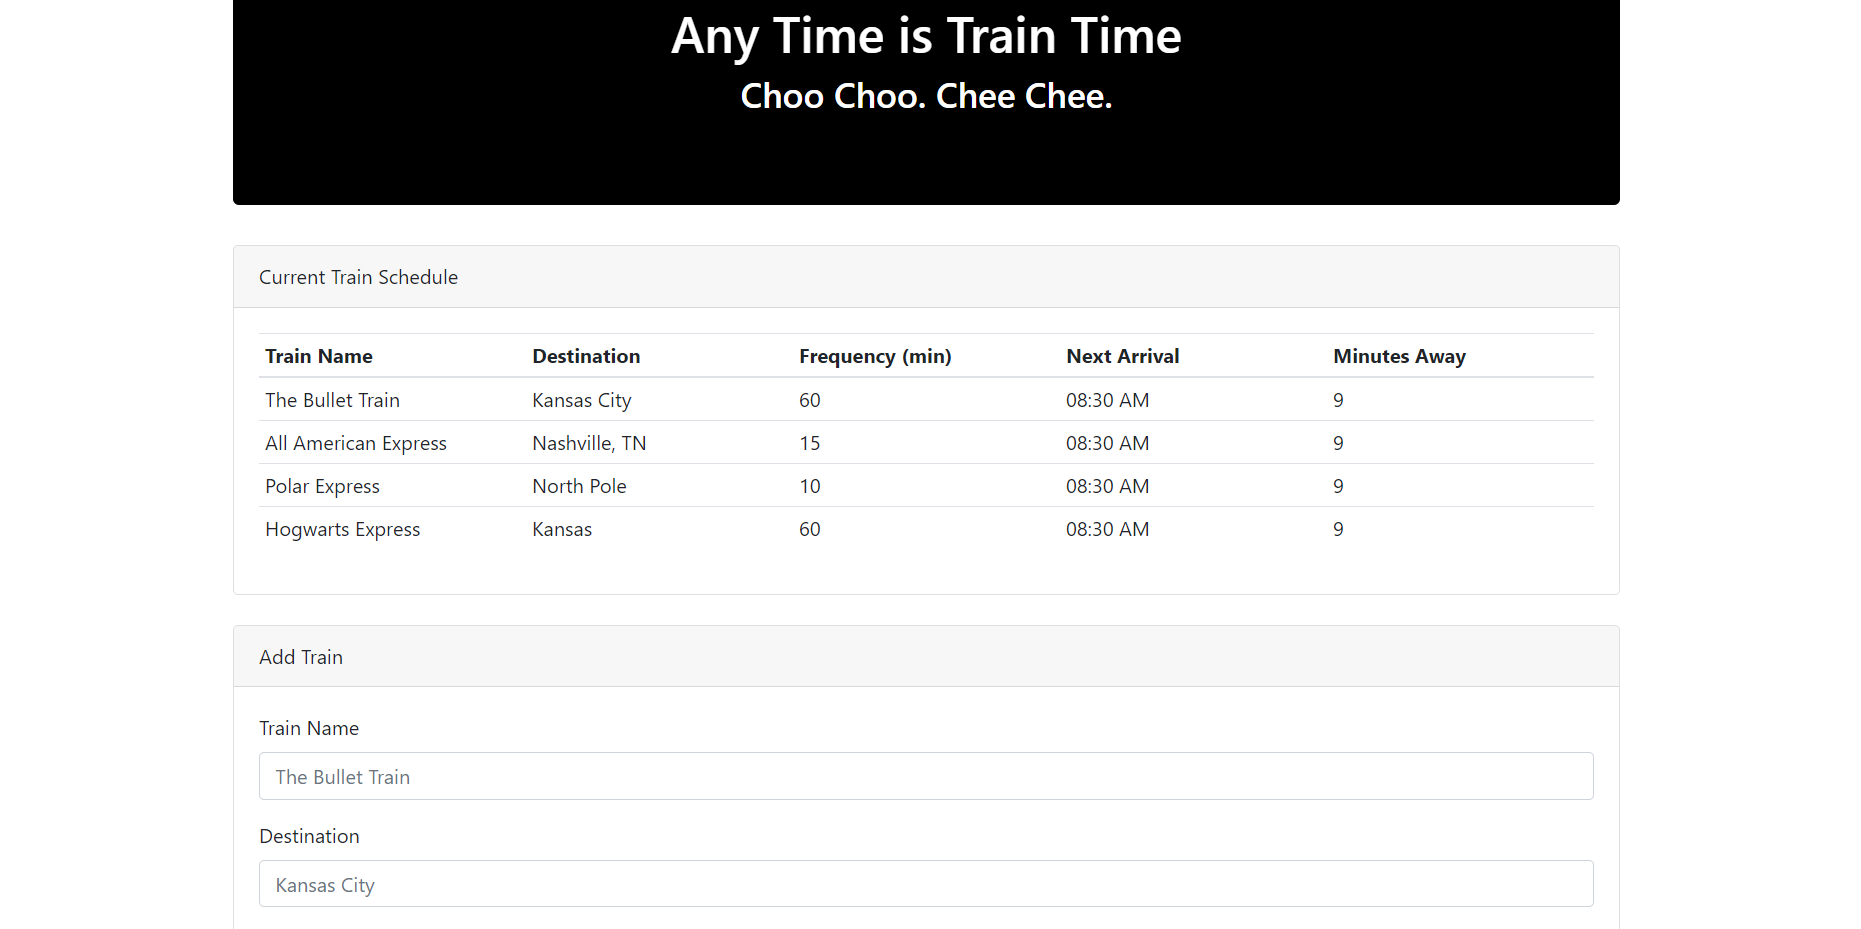 Any Time is Train Time
Choo Choo. Chee Chee.
Current Train Schedule
Train Name Destination Frequency (min) Next Arrival Minutes Away
The Bullet Train Kansas City 60 08:30 AM 9
All American Express Nashville, TN 15 08:30 AM 9
Polar Express North Pole 10 08:30 AM 9
Hogwarts Express Kansas 60 08:30 AM 9
Add Train
Train Name
The Bullet Train
Destination
Kansas City